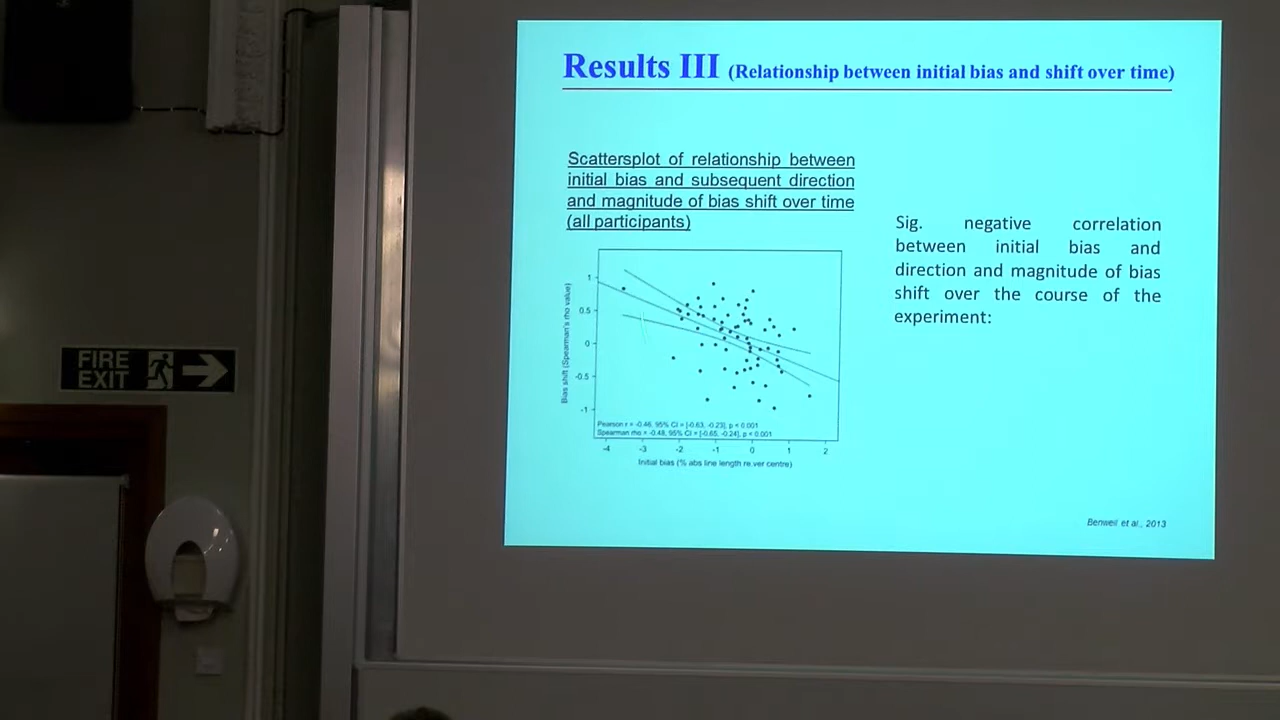 Results III (Relationship between initial bias and shift over time)
Scattersplot of relationship between
initial bias and subsequent direction
and magnitude of bias shift over time
(all participants)
Sig. negative correlation
between initial bias and
direction and magnitude of bias
shift over the course of the
experiment:
Bias shift (Spearman's rho value)
1
0.5
0
-0.5
-1
Pearson r = -0.46, 95% CI = [-0.63, -0.23], p < 0.001
Spearman rho = -0.48, 95% CI = [-0.65, -0.24], p < 0.001
-4 -3 -2 -1 0 1 2
Initial bias (% abs line length re.ver centre)
Benwell et al., 2013
FIRE
EXIT